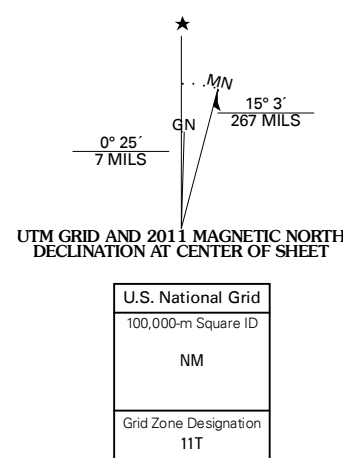 ★
MN
GN
15° 3´
267 MILS
0° 25´
7 MILS
UTM GRID AND 2011 MAGNETIC NORTH
DECLINATION AT CENTER OF SHEET
U.S. National Grid
100,000-m Square ID
NM
Grid Zone Designation
11T